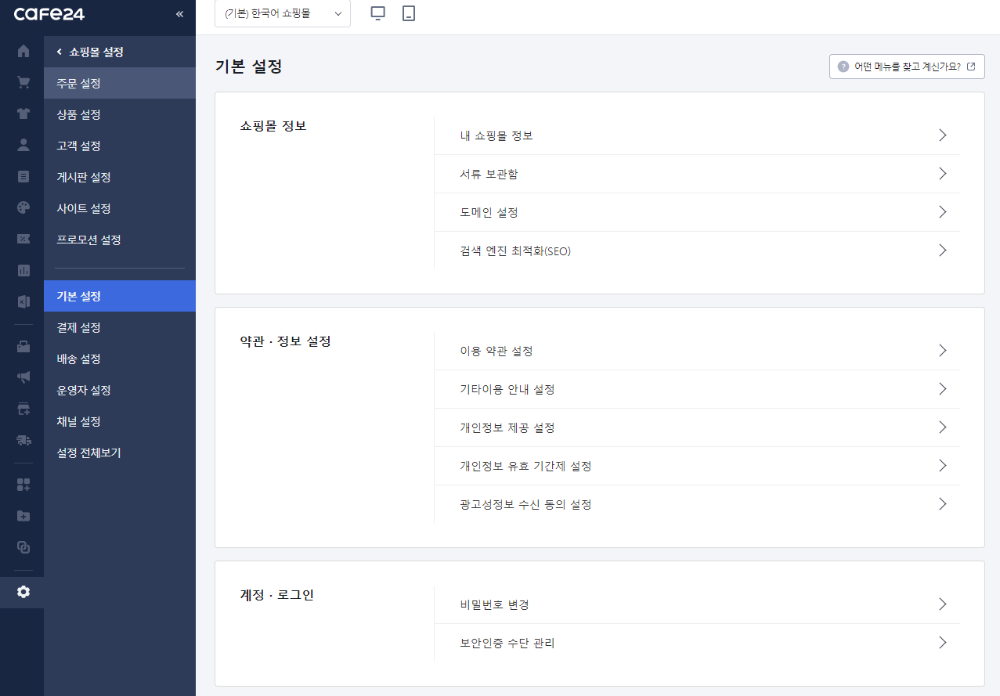 cafe24
«
(기본) 한국어 쇼핑몰
쇼핑몰 설정
주문 설정
상품 설정
고객 설정
게시판 설정
사이트 설정
프로모션 설정
기본 설정
결제 설정
배송 설정
운영자 설정
채널 설정
설정 전체보기
기본 설정
? 어떤 메뉴를 찾고 계신가요?
쇼핑몰 정보
내 쇼핑몰 정보
서류 보관함
도메인 설정
검색 엔진 최적화(SEO)
약관 · 정보 설정
이용 약관 설정
기타이용 안내 설정
개인정보 제공 설정
개인정보 유효 기간제 설정
광고성정보 수신 동의 설정
계정 · 로그인
비밀번호 변경
보안인증 수단 관리